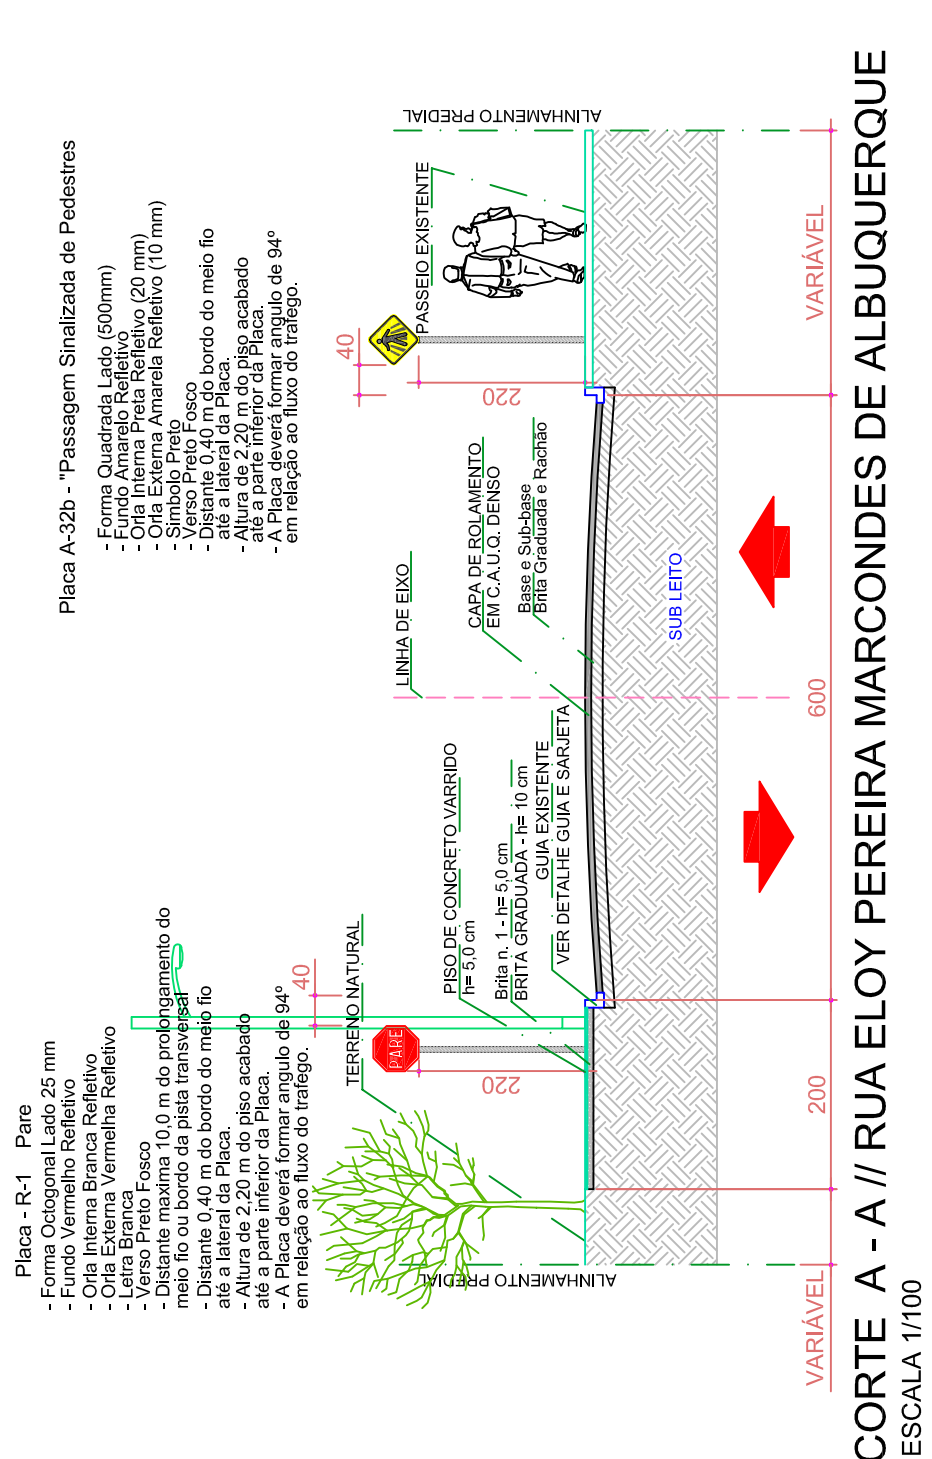 Placa - R-1    Pare
- Forma Octogonal Lado 25 mm
- Fundo Vermelho Refletivo
- Orla Interna Branca Refletivo
- Orla Externa Vermelha Refletivo
- Letra Branca
- Verso Preto Fosco
- Distante maxima 10,0 m do prolongamento do
meio fio ou bordo da pista transversal
- Distante 0,40 m do bordo do meio fio
até a lateral da Placa.
- Altura de 2,20 m do piso acabado
até a parte inferior da Placa.
- A Placa deverá formar angulo de 94º
em relação ao fluxo do trafego.
Placa A-32b - "Passagem Sinalizada de Pedestres
- Forma Quadrada Lado (500mm)
- Fundo Amarelo Refletivo
- Orla Interna Preta Refletivo (20 mm)
- Orla Externa Amarela Refletivo (10 mm)
- Simbolo Preto
- Verso Preto Fosco
- Distante 0,40 m do bordo do meio fio
até a lateral da Placa.
- Altura de 2,20 m do piso acabado
até a parte inferior da Placa.
- A Placa deverá formar angulo de 94º
em relação ao fluxo do trafego.
40
40
TERRENO NATURAL
PARE
220
PISO DE CONCRETO VARRIDO
h= 5,0 cm
Brita n. 1 - h= 5,0 cm
BRITA GRADUADA - h= 10 cm
GUIA EXISTENTE
VER DETALHE GUIA E SARJETA
LINHA DE EIXO
CAPA DE ROLAMENTO
EM C.A.U.Q. DENSO
Base e Sub-base
Brita Graduada e Rachão
PASSEIO EXISTENTE
220
ALINHAMENTO PREDIAL
ALINHAMENTO PREDIAL
SUB LEITO
VARIÁVEL
200
600
VARIÁVEL
CORTE A - A // RUA ELOY PEREIRA MARCONDES DE ALBUQUERQUE
ESCALA 1/100